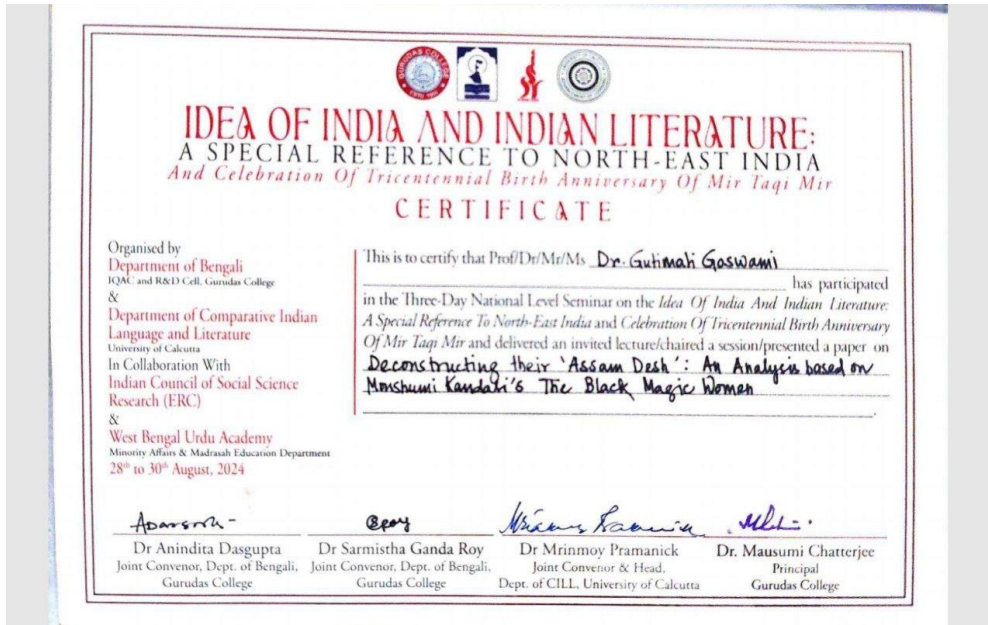 GURUDAS COLLEGE
IDEA OF INDIA AND INDIAN LITERATURE:
A SPECIAL REFERENCE TO NORTH-EAST INDIA
And Celebration Of Tricentennial Birth Anniversary Of Mir Taqi Mir
CERTIFICATE
Organised by
Department of Bengali
IQAC and R&D Cell, Gurudas College
&
Department of Comparative Indian
Language and Literature
University of Calcutta
In Collaboration With
Indian Council of Social Science
Research (ERC)
&
West Bengal Urdu Academy
Minority Affairs & Madrasah Education Department
28th to 30th August, 2024
This is to certify that Prof/Dr/Mr/Ms Dr. Gutimali Goswami
has participated
in the Three-Day National Level Seminar on the Idea Of India And Indian Literature:
A Special Reference To North-East India and Celebration Of Tricentennial Birth Anniversary
Of Mir Taqi Mir and delivered an invited lecture/chaired a session/presented a paper on
Deconstructing their 'Assam Desh': An Analysis based on
Moushumi Kandali's The Black Magic Women
Dr Anindita Dasgupta
Joint Convenor, Dept. of Bengali,
Gurudas College
Dr Sarmistha Ganda Roy
Joint Convenor, Dept. of Bengali,
Gurudas College
Dr Mrinmoy Pramanick
Joint Convenor & Head,
Dept. of CILL, University of Calcutta
Dr. Mausumi Chatterjee
Principal
Gurudas College